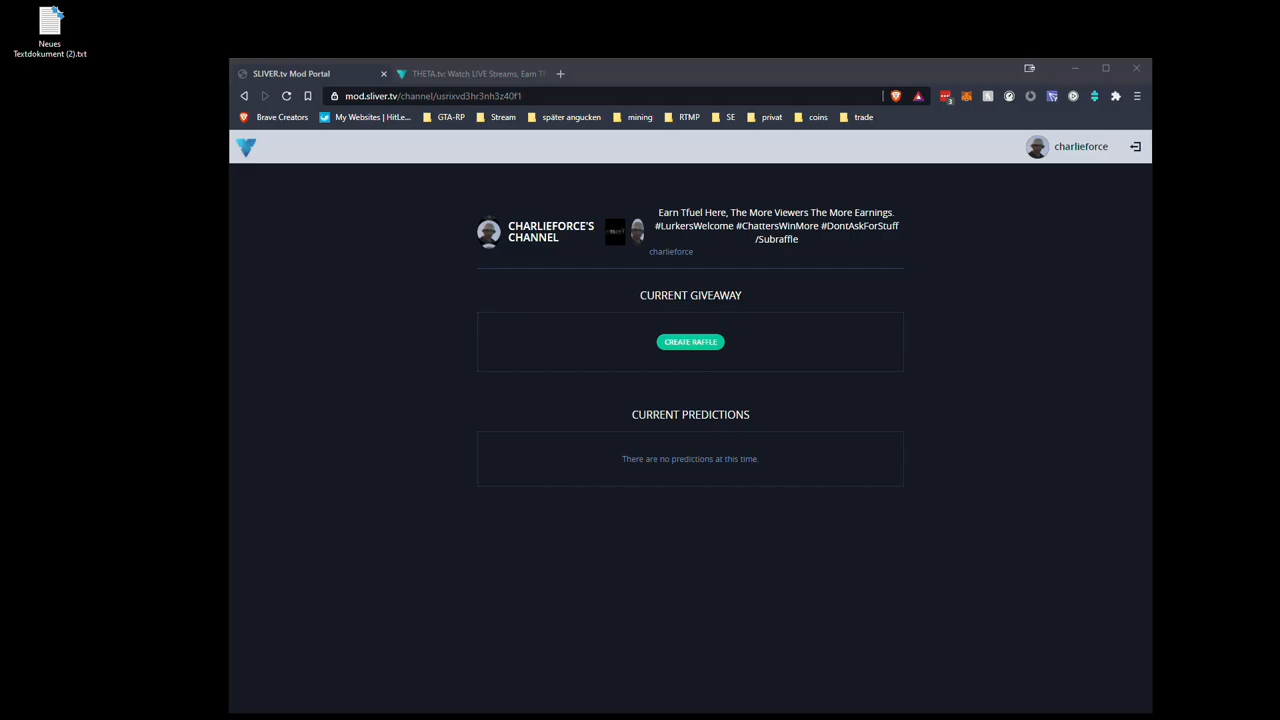 Neues
Textdokument (2).txt
SLIVER.tv Mod Portal
THETA.tv: Watch LIVE Streams, Earn T
mod.sliver.tv/channel/usrixvd3hr3nh3z40f1
3
Brave Creators
My Websites | HitLe...
GTA-RP
Stream
später angucken
mining
RTMP
SE
privat
coins
trade
charlieforce
CHARLIEFORCE'S
CHANNEL
Earn Tfuel Here, The More Viewers The More Earnings.
#LurkersWelcome #ChattersWinMore #DontAskForStuff
/Subraffle
charlieforce
CURRENT GIVEAWAY
CREATE RAFFLE
CURRENT PREDICTIONS
There are no predictions at this time.